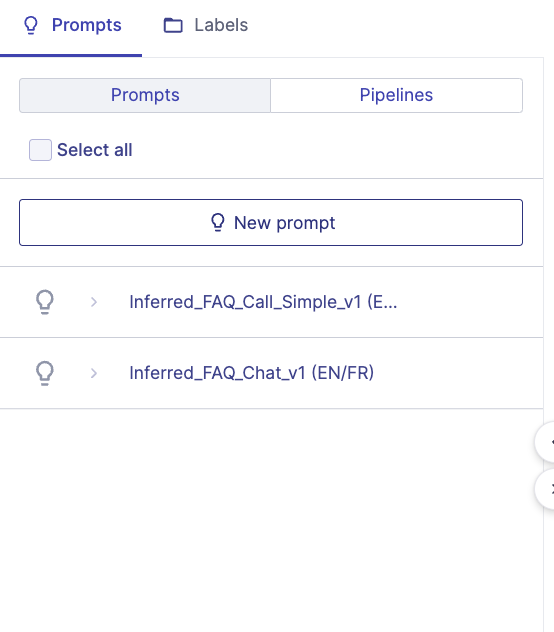 Prompts
Labels
Prompts
Pipelines
Select all
New prompt
Inferred_FAQ_Call_Simple_v1 (E...
Inferred_FAQ_Chat_v1 (EN/FR)